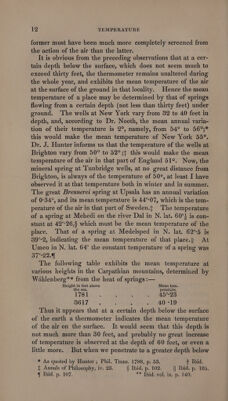 12 TEMPERATURE
former must have been much more completely screened from
the action of the air than the latter.
It is obvious from the preceding observations that at a cer-
tain depth below the surface, which does not seem much to
exceed thirty feet, the thermometer remains unaltered during
the whole year, and exhibits the mean temperature of the air
at the surface of the ground in that locality. Hence the mean
temperature of a place may be determined by that of springs
flowing from a certain depth (not less than thirty feet) under
ground. The wells at New York vary from 32 to 40 feet in
depth, and, according to Dr. Nooth, the mean annual varia-
tion of their temperature is 2°, namely, from 54° to 56°;*
this would make the mean temperature of New York 55°.
Dr. J. Hunter informs us that the temperature of the wells at
Brighton vary from 50° to 52°;† this would make the mean
temperature of the air in that part of England 51°. Now, the
mineral spring at Tunbridge wells, at no great distance from
Brighton, is always of the temperature of 50°, at least I have
observed it at that temperature both in winter and in summer.
The great Brunnens spring at Upsala has an annual variation
of 0·34°, and its mean temperature is 44°·07, which is the tem-
perature of the air in that part of Sweden.‡ The temperature
of a spring at Mehedi on the river Dal in N. lat. 60°½ is con-
stant at 42°·26,§ which must be the mean temperature of the
place. That of a spring at Medelsped in N. lat. 62°·5 is
39°·2, indicating the mean temperature of that place.‖ At
Umeo in N. lat. 64° the constant temperature of a spring was
37°·22.¶
The following table exhibits the mean temperature at
various heights in the Carpathian mountains, determined by
Wåhlenberg** from the heat of springs:—
Height in feet above Mean tem-
the sea. perature.
1781 . . . . 45°·25
3617 . . . . 40 ·19
Thus it appears that at a certain depth below the surface
of the earth a thermometer indicates the mean temperature
of the air on the surface. It would seem that this depth is
not much more than 30 feet, and probably no great increase
of temperature is observed at the depth of 60 feet, or even a
little more. But when we penetrate to a greater depth below
* As quoted by Hunter; Phil. Trans. 1788, p. 53. † Ibid.
‡ Annals of Philosophy, iv. 23. § Ibid. p. 102. ‖ Ibid. p. 105.
¶ Ibid. p. 107. ** Ibid. vol. ix. p. 160.